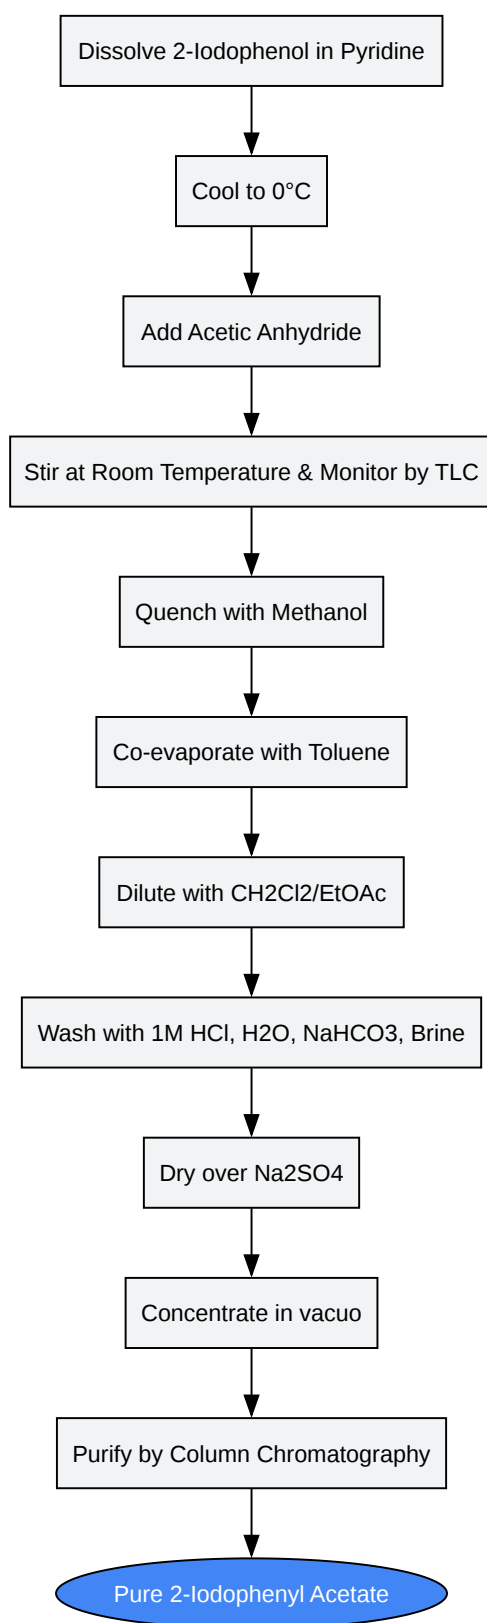 Dissolve 2-Iodophenol in Pyridine
Cool to 0°C
Add Acetic Anhydride
Stir at Room Temperature & Monitor by TLC
Quench with Methanol
Co-evaporate with Toluene
Dilute with CH2Cl2/EtOAc
Wash with 1M HCl, H2O, NaHCO3, Brine
Dry over Na2SO4
Concentrate in vacuo
Purify by Column Chromatography
Pure 2-Iodophenyl Acetate